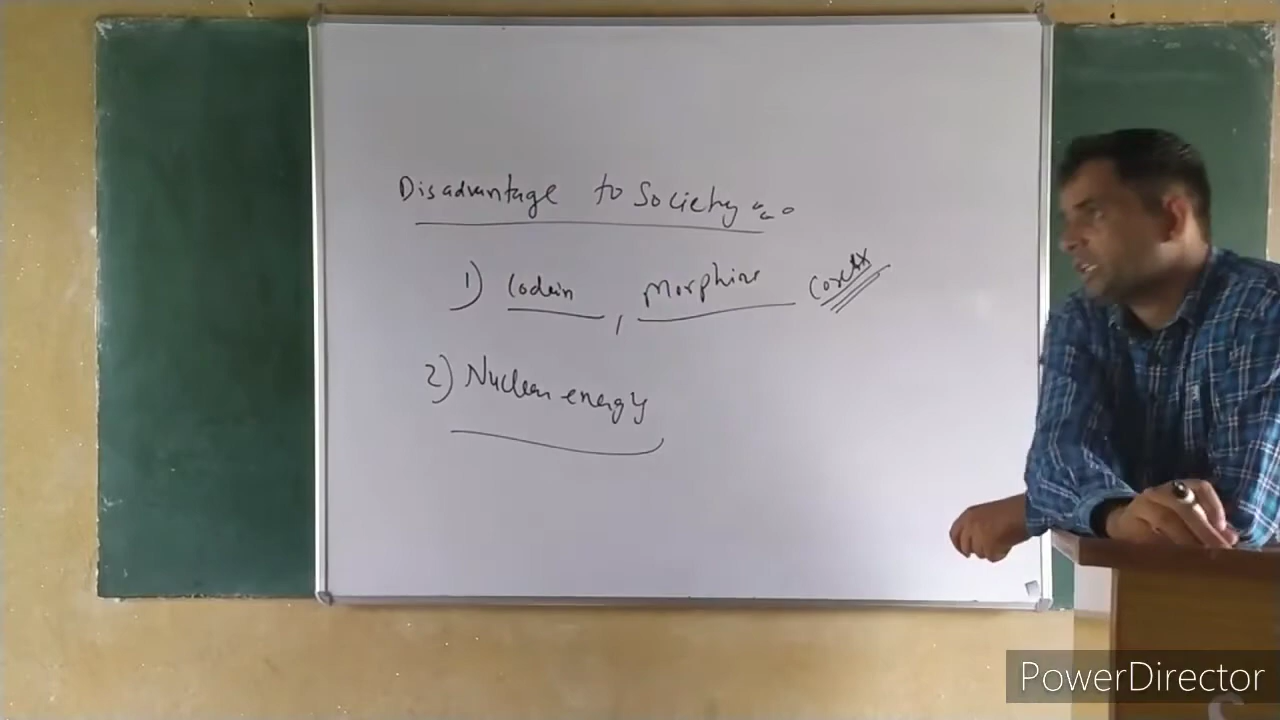 Disadvantage to Society
1) Codein , Morphine Corex
2) Nuclear energy
PowerDirector